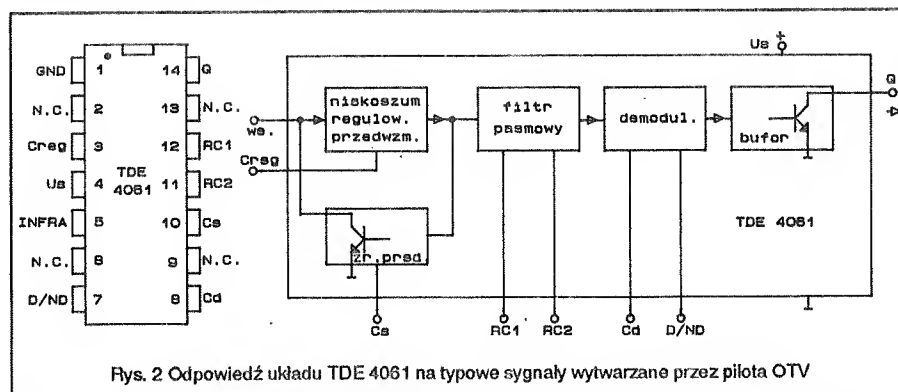 GND 1 14 Q
N.C. 2 13 N.C.
Creg 3 12 RC1
Us 4 11 RC2
INFRA 5 10 Cs
N.C. 6 9 N.C.
D/ND 7 8 Cd
TDE
4061
Us +
we.
Creg
niskoszum
regulow.
przedwzm.
filtr
pasmowy
demodul.
bufor
Q
zr.prad
TDE 4061
Cs
RC1
RC2
Cd
D/ND
Rys. 2 Odpowiedź układu TDE 4061 na typowe sygnały wytwarzane przez pilota OTV